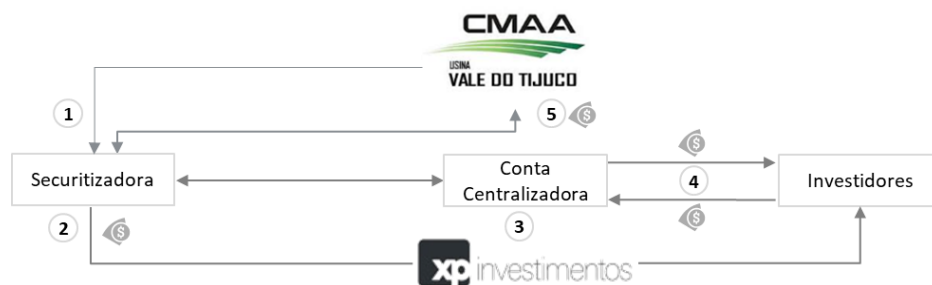 CMAA
USINA
VALE DO TIJUCO
1
5
$
$
Securitizadora
Conta
Centralizadora
4
Investidores
2
$
3
$
xp investimentos